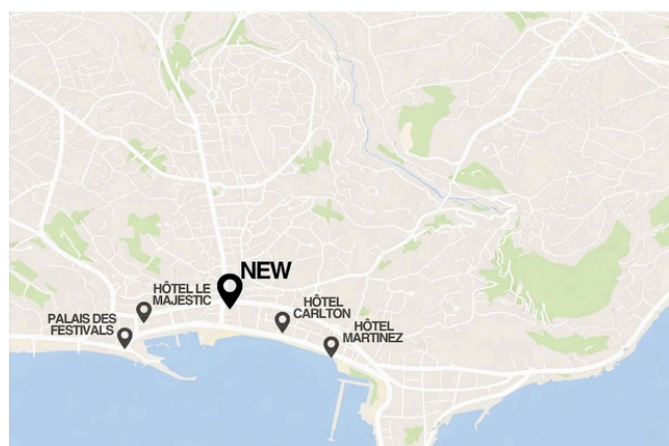 NEW
HÔTEL LE
MAJESTIC
PALAIS DES
FESTIVALS
HÔTEL
CARLTON
HÔTEL
MARTINEZ